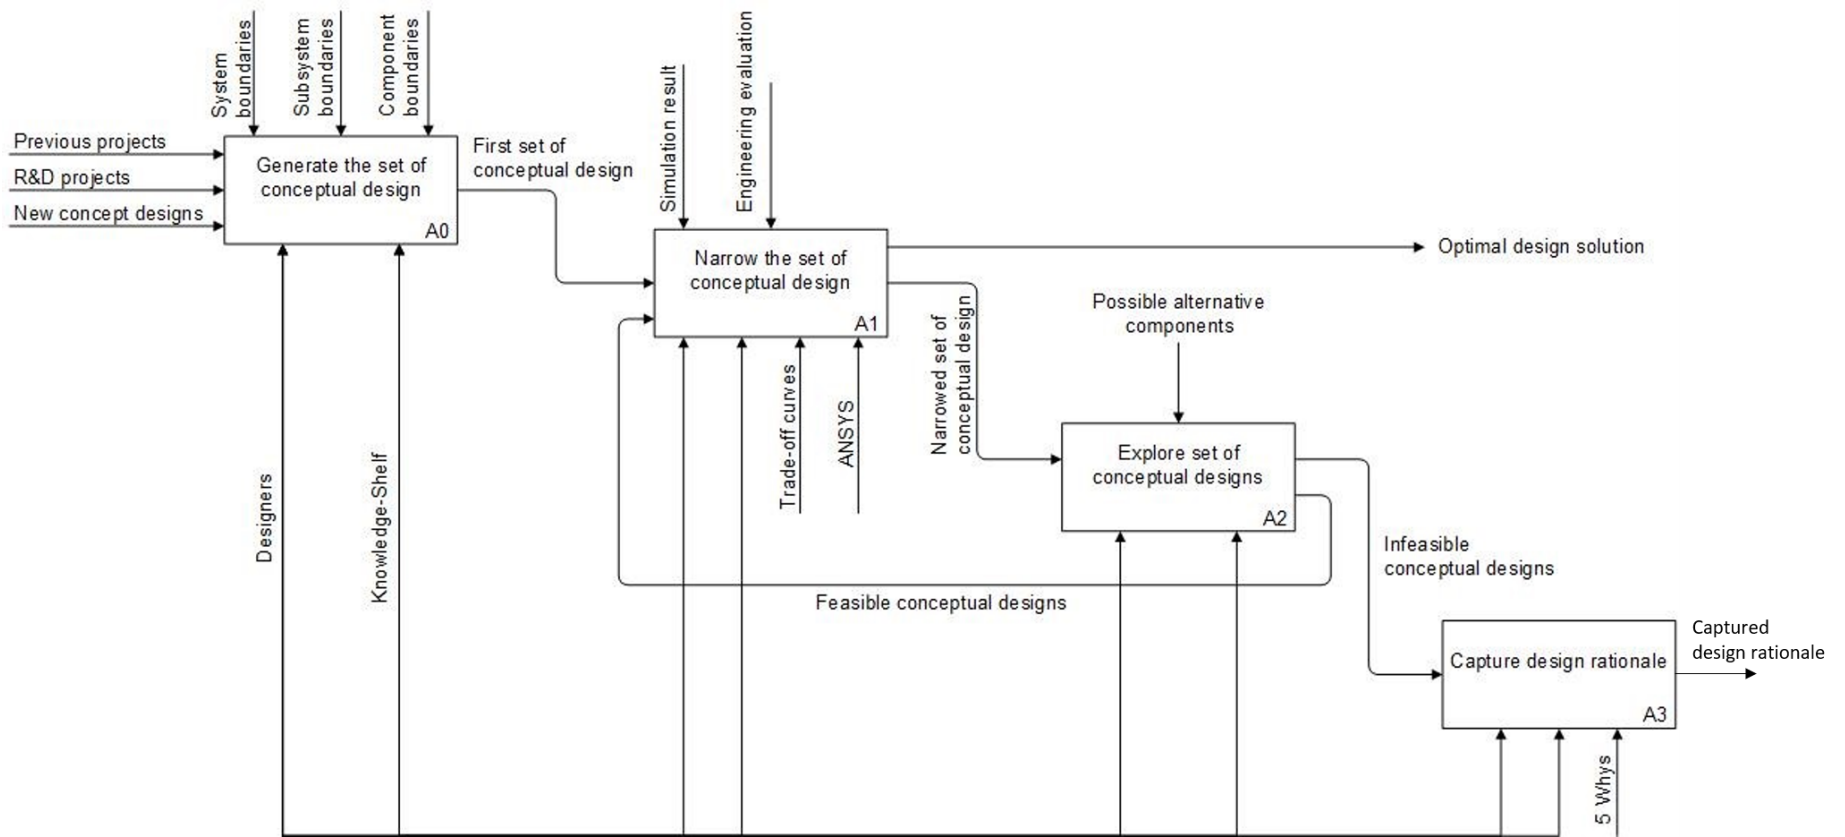 System
boundaries
Subsystem
boundaries
Component
boundaries
Previous projects
R&D projects
New concept designs
Generate the set of
conceptual design
A0
First set of
conceptual design
Simulation result
Engineering evaluation
Narrow the set of
conceptual design
A1
Optimal design solution
Narrowed set of
conceptual design
Possible alternative
components
Trade-off curves
ANSYS
Explore set of
conceptual designs
A2
Designers
Knowledge-Shelf
Feasible conceptual designs
Infeasible
conceptual designs
Capture design rationale
A3
Captured
design rationale
5 Whys